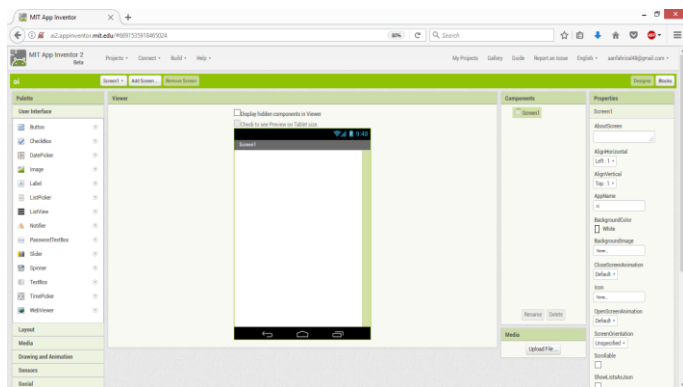 MIT App Inventor
ai2.appinventor.mit.edu/#6691535918465024
80%
Search
MIT App Inventor 2
Beta
Projects
Connect
Build
Help
My Projects
Gallery
Guide
Report an Issue
English
ai
Screen1
Add Screen ...
Remove Screen
Designer
Blocks
Palette
User Interface
Button
CheckBox
DatePicker
Image
Label
ListPicker
ListView
Notifier
PasswordTextBox
Slider
Spinner
TextBox
TimePicker
WebViewer
Layout
Media
Drawing and Animation
Sensors
Social
Viewer
Display hidden components in Viewer
Check to see Preview on Tablet size.
9:48
Screen1
Components
Screen1
Rename
Delete
Media
Upload File ...
Properties
Screen1
AboutScreen
AlignHorizontal
Left : 1
AlignVertical
Top : 1
AppName
BackgroundColor
White
BackgroundImage
None...
CloseScreenAnimation
Default
Icon
None...
OpenScreenAnimation
Default
ScreenOrientation
Unspecified
Scrollable
ShowListsAsJson